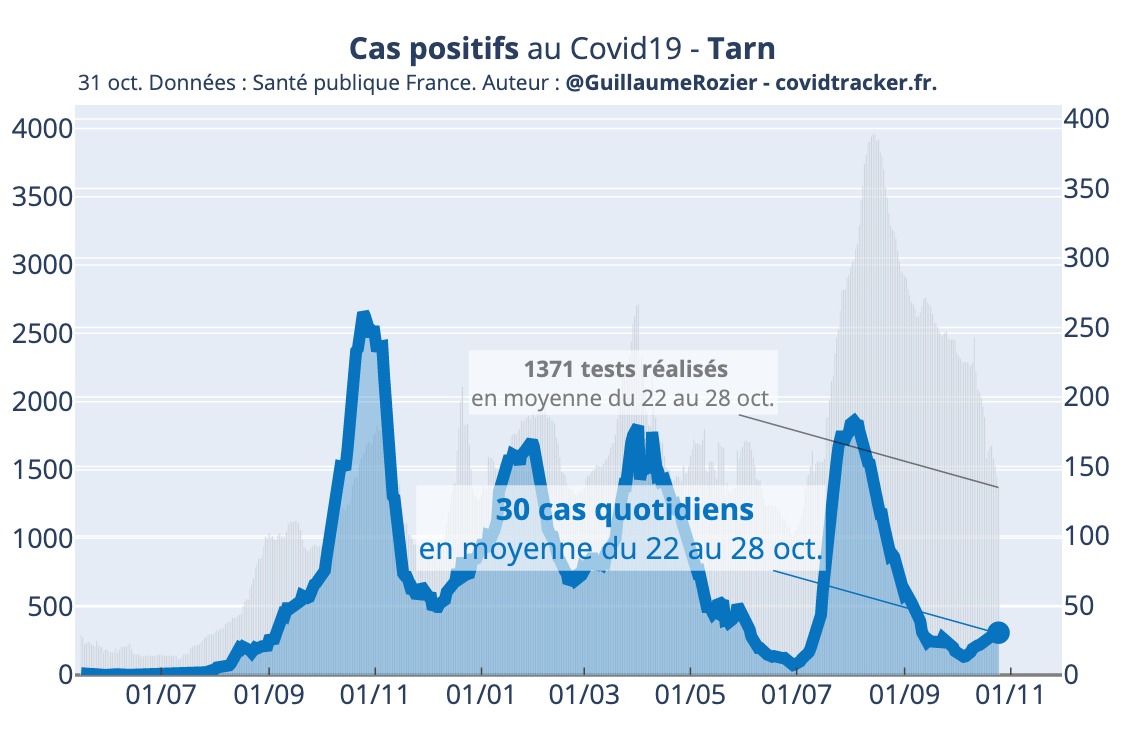 Cas positifs au Covid19 - Tarn
31 oct. Données : Santé publique France. Auteur : @GuillaumeRozier - covidtracker.fr.
4000
3500
3000
2500
2000
1500
1000
500
0
400
350
300
250
200
150
100
50
0
1371 tests réalisés
en moyenne du 22 au 28 oct.
30 cas quotidiens
en moyenne du 22 au 28 oct.
01/07 01/09 01/11 01/01 01/03 01/05 01/07 01/09 01/11